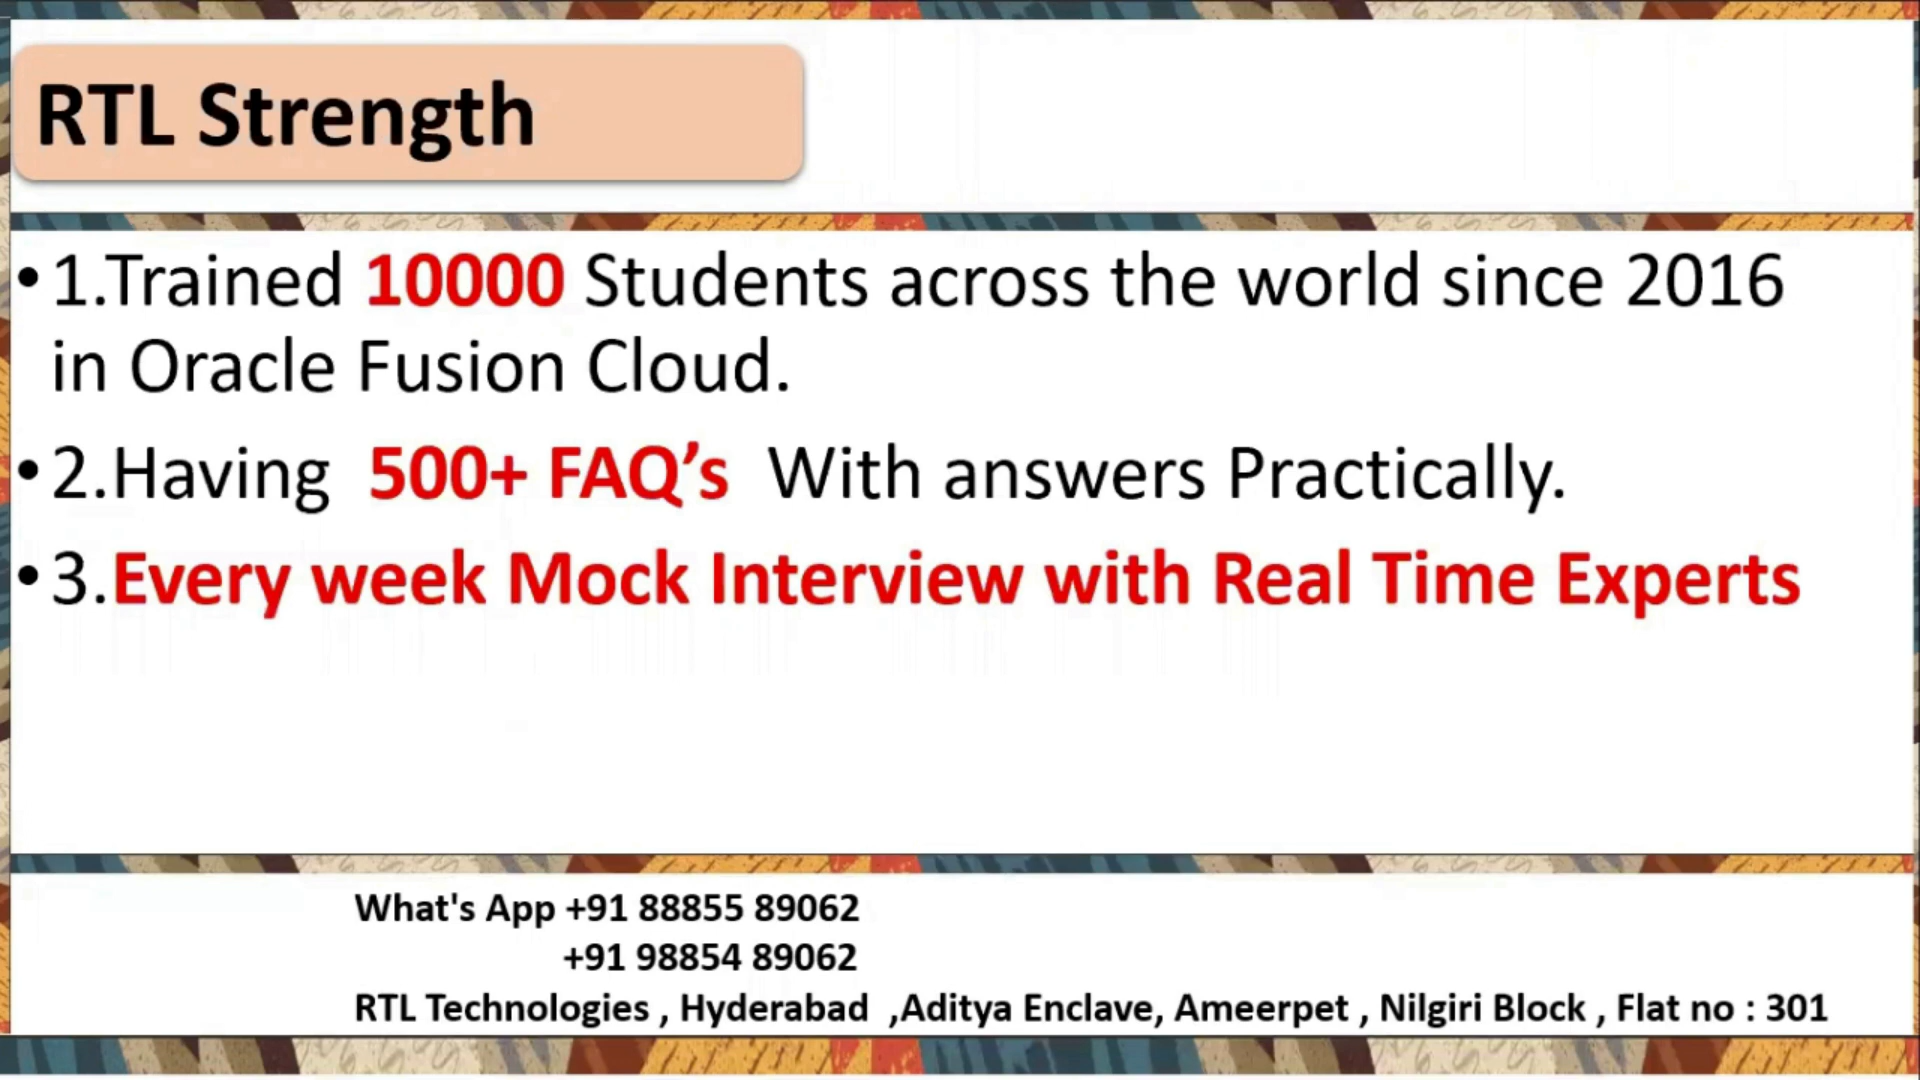 RTL Strength
•1.Trained 10000 Students across the world since 2016
in Oracle Fusion Cloud.
•2.Having 500+ FAQ’s With answers Practically.
•3.Every week Mock Interview with Real Time Experts
What's App +91 88855 89062
+91 98854 89062
RTL Technologies , Hyderabad ,Aditya Enclave, Ameerpet , Nilgiri Block , Flat no : 301